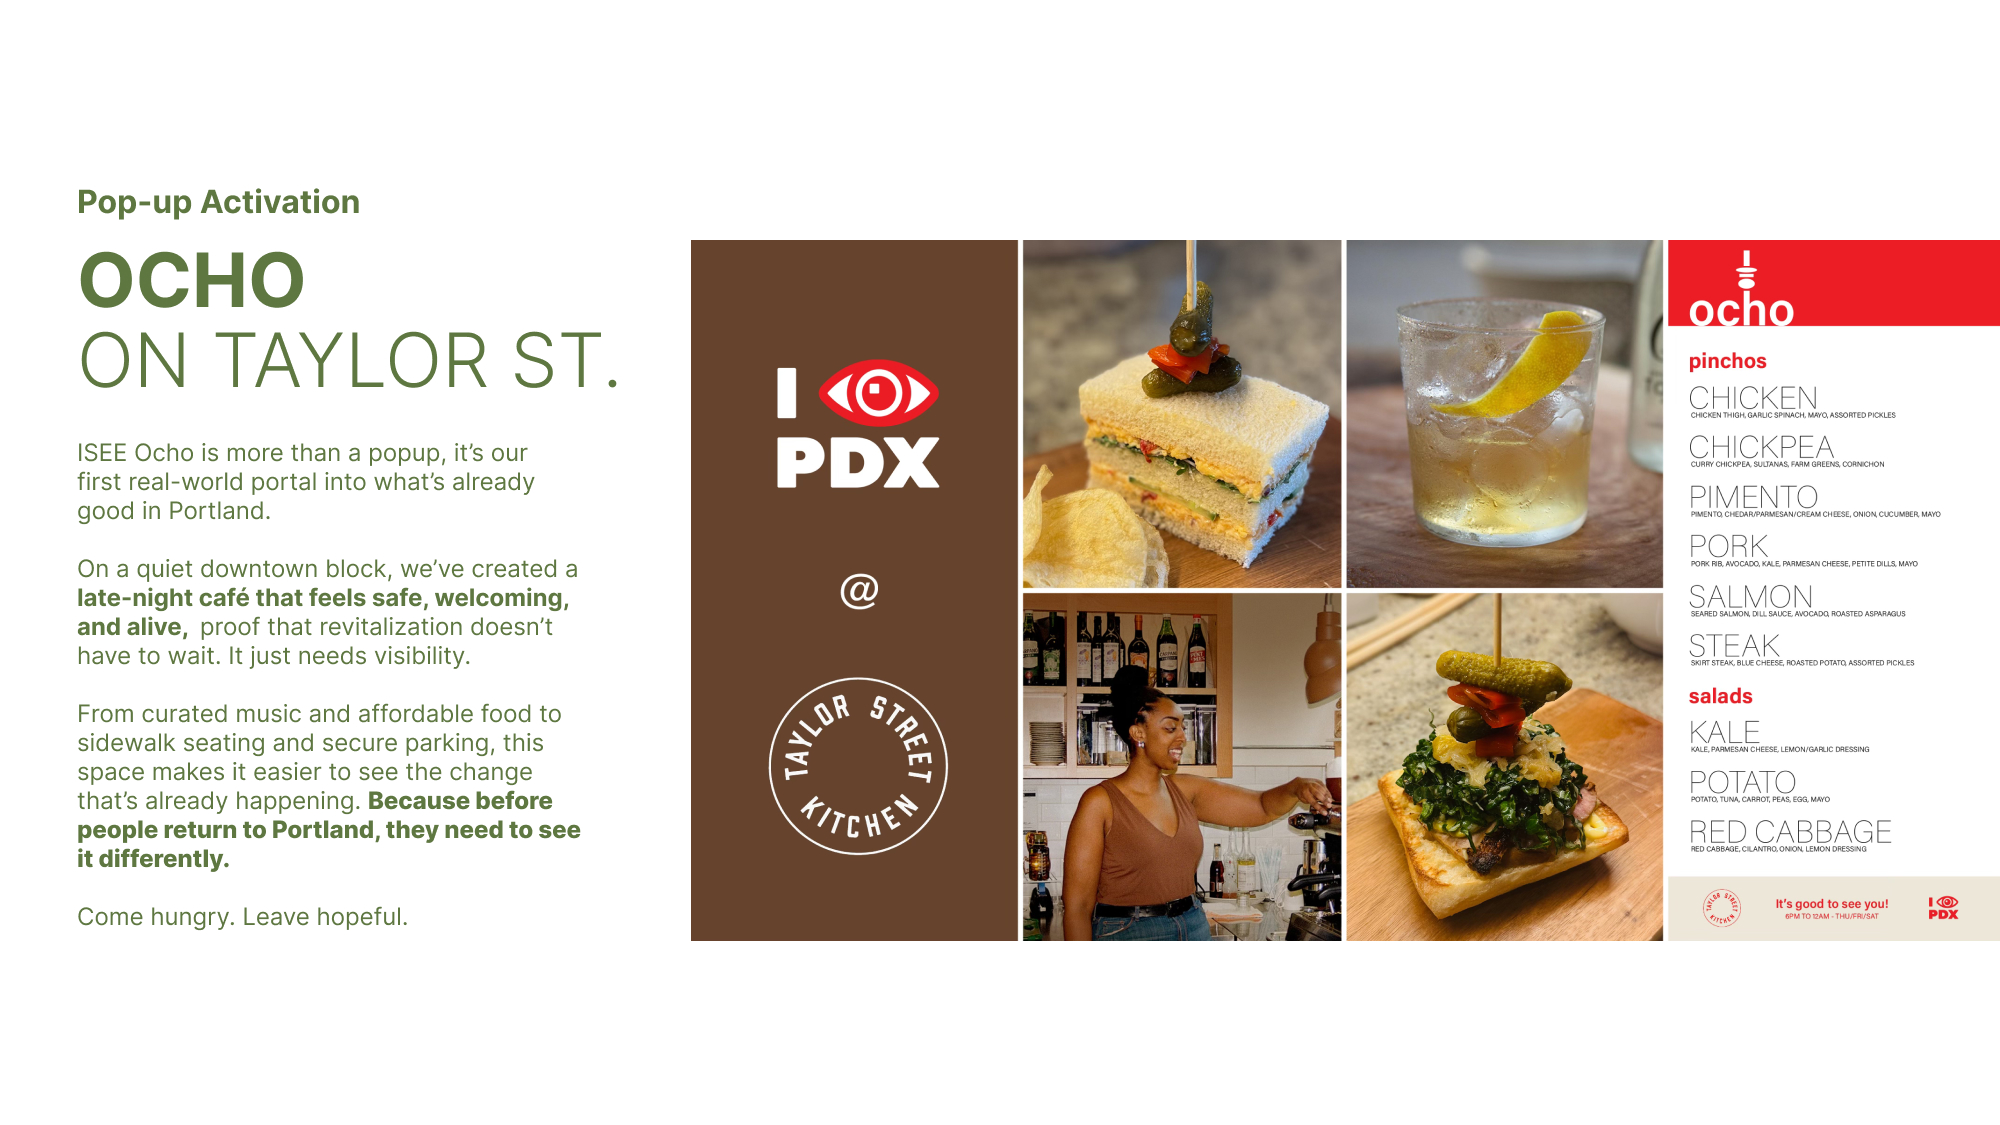 Pop-up Activation
OCHO
ON TAYLOR ST.
ISEE Ocho is more than a popup, it’s our
first real-world portal into what’s already
good in Portland.
On a quiet downtown block, we’ve created a
late-night café that feels safe, welcoming,
and alive, proof that revitalization doesn’t
have to wait. It just needs visibility.
From curated music and affordable food to
sidewalk seating and secure parking, this
space makes it easier to see the change
that’s already happening. Because before
people return to Portland, they need to see
it differently.
Come hungry. Leave hopeful.
I
PDX
@
TAYLOR STREET
KITCHEN
ocho
pinchos
CHICKEN
CHICKEN THIGH, GARLIC SPINACH, MAYO, ASSORTED PICKLES
CHICKPEA
CURRY CHICKPEA, SULTANAS, FARM GREENS, CORNICHON
PIMENTO
PIMENTO, CHEDAR/PARMESAN/CREAM CHEESE, ONION, CUCUMBER, MAYO
PORK
PORK RIB, AVOCADO, KALE, PARMESAN CHEESE, PETITE DILLS, MAYO
SALMON
SEARED SALMON, DILL SAUCE, AVOCADO, ROASTED ASPARAGUS
STEAK
SKIRT STEAK, BLUE CHEESE, ROASTED POTATO, ASSORTED PICKLES
salads
KALE
KALE, PARMESAN CHEESE, LEMON/GARLIC DRESSING
POTATO
POTATO, TUNA, CARROT, PEAS, EGG, MAYO
RED CABBAGE
RED CABBAGE, CILANTRO, ONION, LEMON DRESSING
TAYLOR STREET
KITCHEN
It’s good to see you!
6PM TO 12AM - THU/FRI/SAT
I
PDX